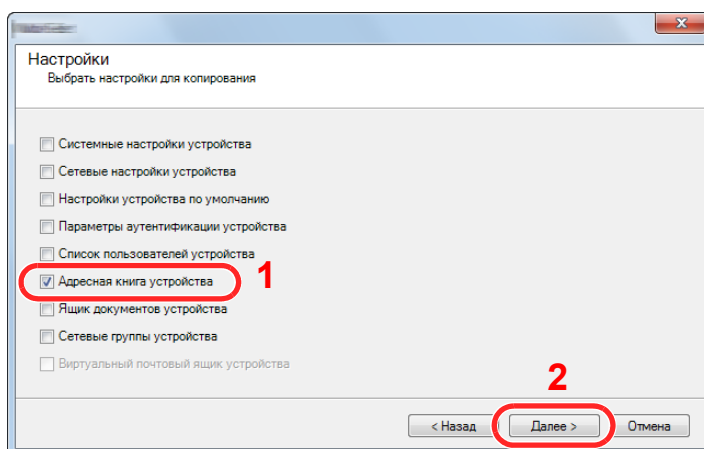 Настройки
Выбрать настройки для копирования
Системные настройки устройства
Сетевые настройки устройства
Настройки устройства по умолчанию
Параметры аутентификации устройства
Список пользователей устройства
Адресная книга устройства 1
Ящик документов устройства
Сетевые группы устройства
Виртуальный почтовый ящик устройства
2
< Назад Далее > Отмена